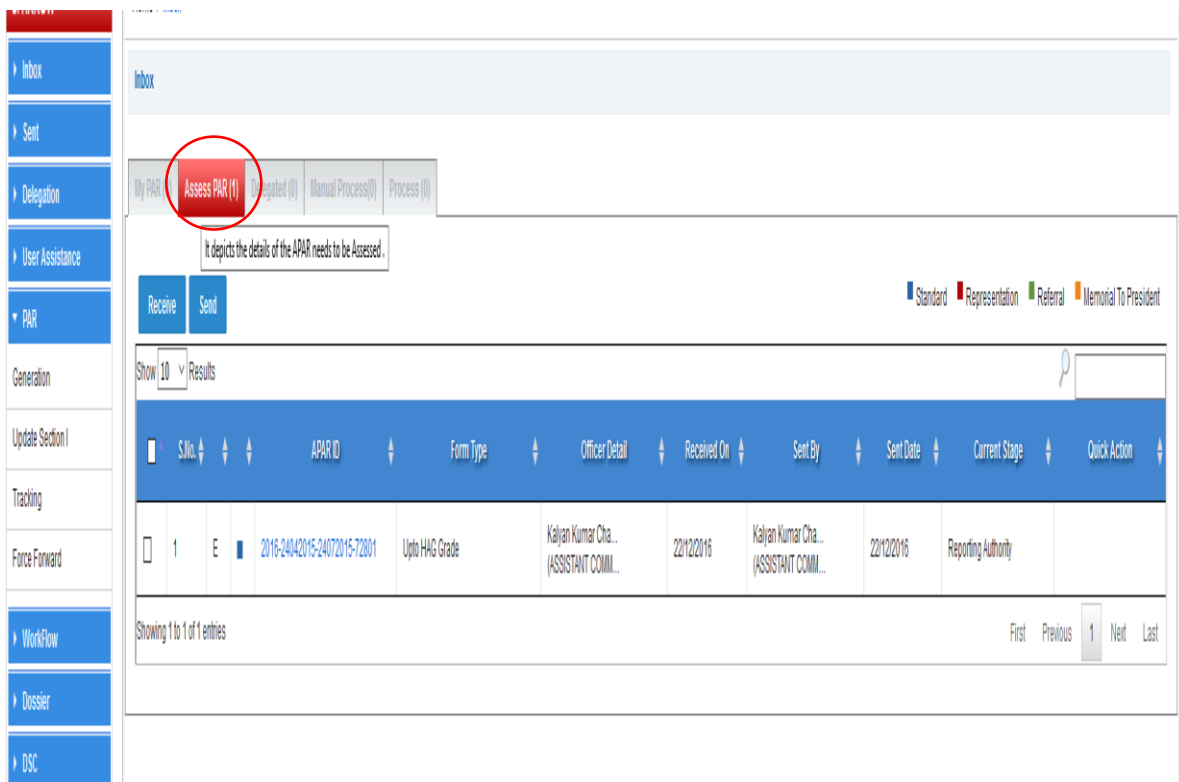 Inbox
Sent
Delegation
User Assistance
PAR
Generation
Update Section I
Tracking
Force Forward
WorkFlow
Dossier
DSC
Inbox
My PAR Assess PAR (1) Delegated (0) Manual Process(0) Process (0)
It depicts the details of the APAR needs to be Assessed .
Receive Send
Standard Representation Referral Memorial To President
Show 10 Results
S.No. APAR ID Form Type Officer Detail Received On Sent By Sent Date Current Stage Quick Action
1 E 2016-24042015-24072015-72801 Upto HAG Grade Kalyan Kumar Cha... 22/12/2016 Kalyan Kumar Cha... 22/12/2016 Reporting Authority
(ASSISTANT COMM... (ASSISTANT COMM...
Showing 1 to 1 of 1 entries
First Previous 1 Next Last